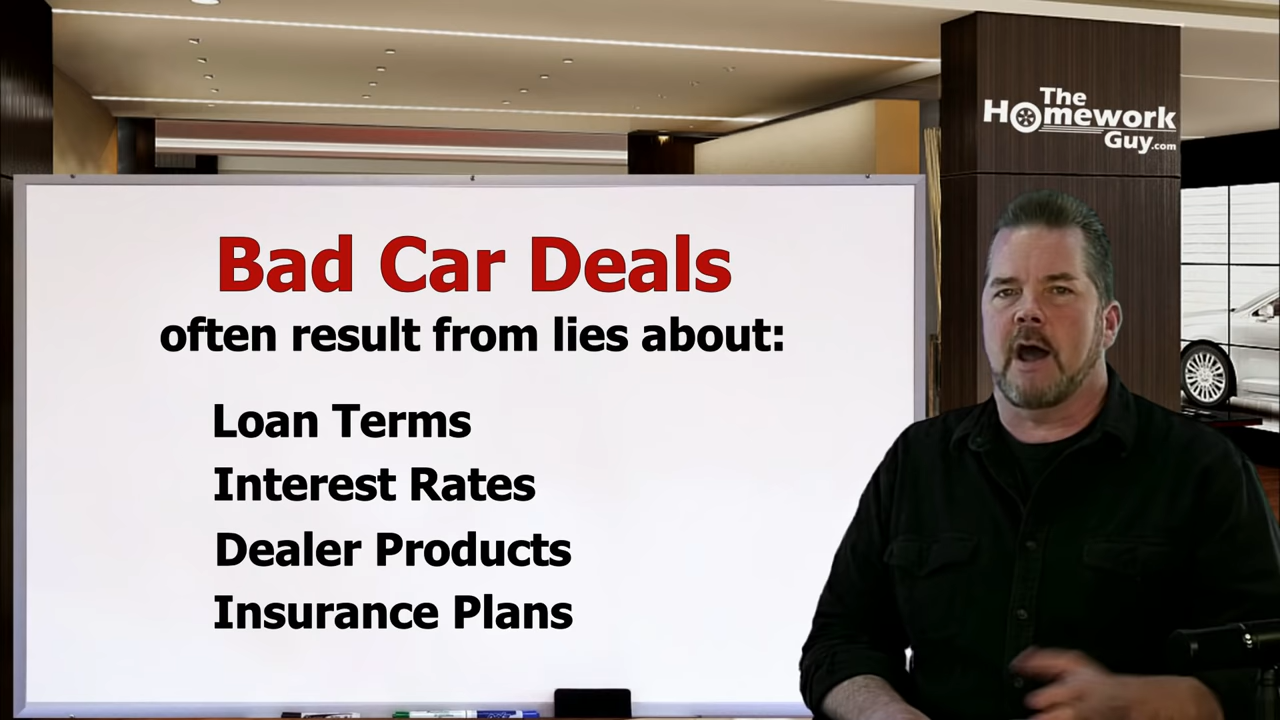 The
Homework
Guy.com
Bad Car Deals
often result from lies about:
Loan Terms
Interest Rates
Dealer Products
Insurance Plans